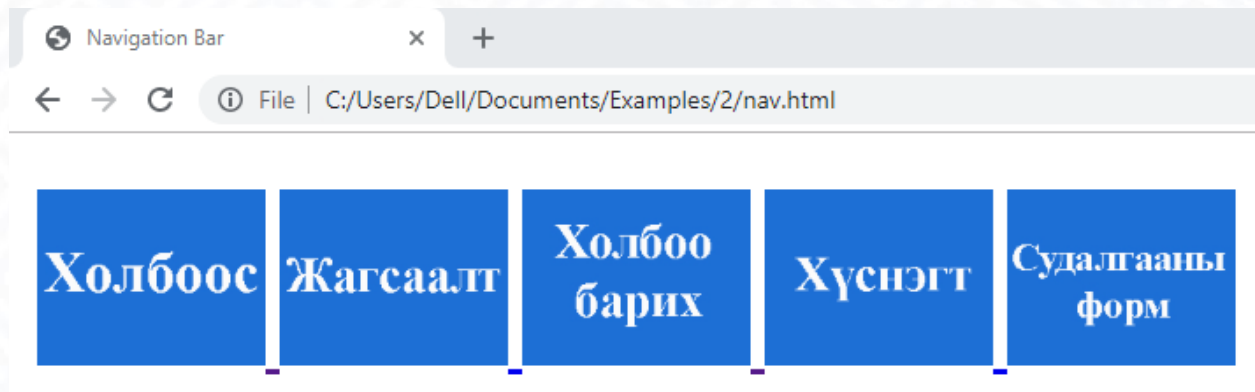 Navigation Bar
File | C:/Users/Dell/Documents/Examples/2/nav.html
Холбоос
Жагсаалт
Холбоо
барих
Хүснэгт
Судалгааны
форм